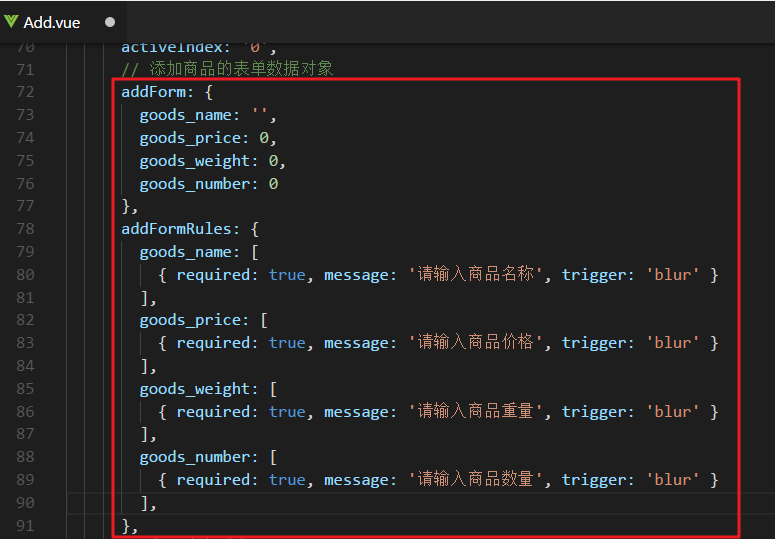 Add.vue
70 activeIndex: '0',
71 // 添加商品的表单数据对象
72 addForm: {
73 goods_name: '',
74 goods_price: 0,
75 goods_weight: 0,
76 goods_number: 0
77 },
78 addFormRules: {
79 goods_name: [
80 { required: true, message: '请输入商品名称', trigger: 'blur' }
81 ],
82 goods_price: [
83 { required: true, message: '请输入商品价格', trigger: 'blur' }
84 ],
85 goods_weight: [
86 { required: true, message: '请输入商品重量', trigger: 'blur' }
87 ],
88 goods_number: [
89 { required: true, message: '请输入商品数量', trigger: 'blur' }
90 ],
91 },